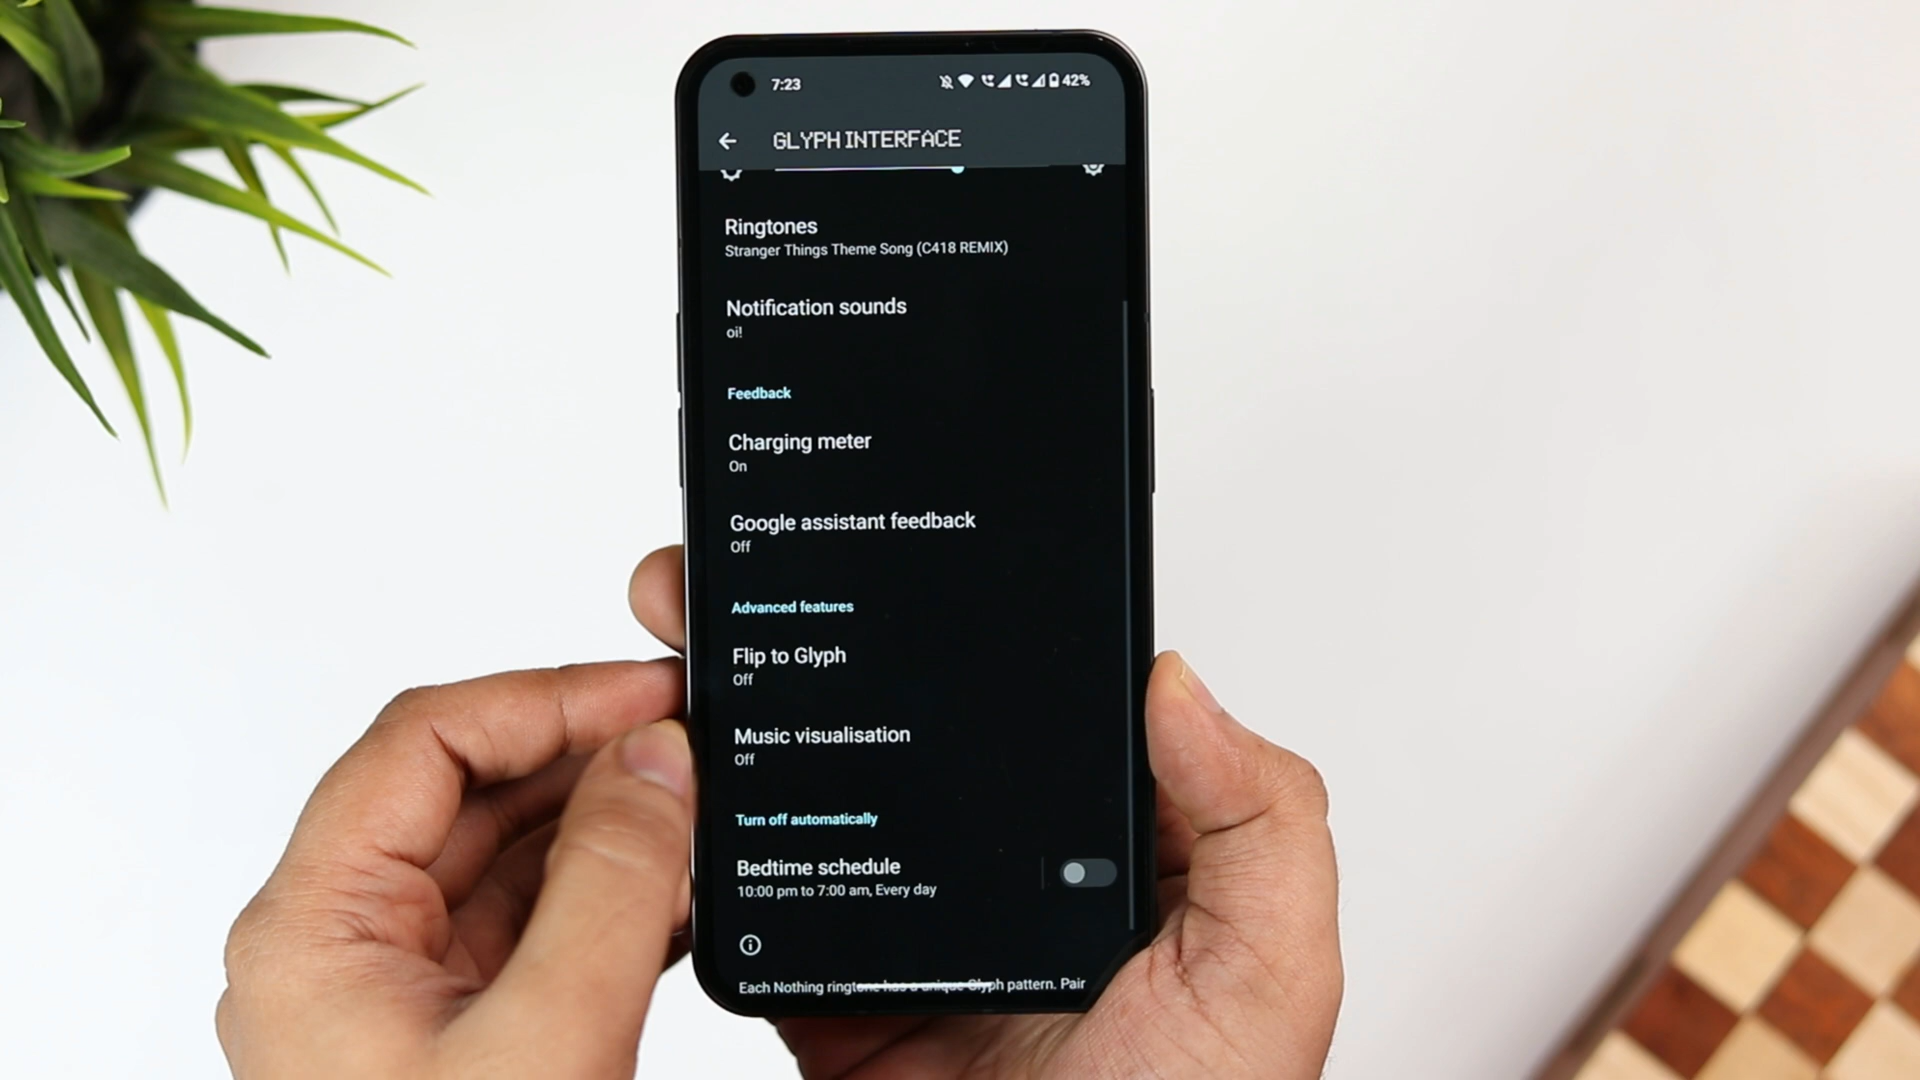 7:23
42%
GLYPH INTERFACE
Ringtones
Stranger Things Theme Song (C418 REMIX)
Notification sounds
oi!
Feedback
Charging meter
On
Google assistant feedback
Off
Advanced features
Flip to Glyph
Off
Music visualisation
Off
Turn off automatically
Bedtime schedule
10:00 pm to 7:00 am, Every day
Each Nothing ringtone has a unique Glyph pattern. Pair